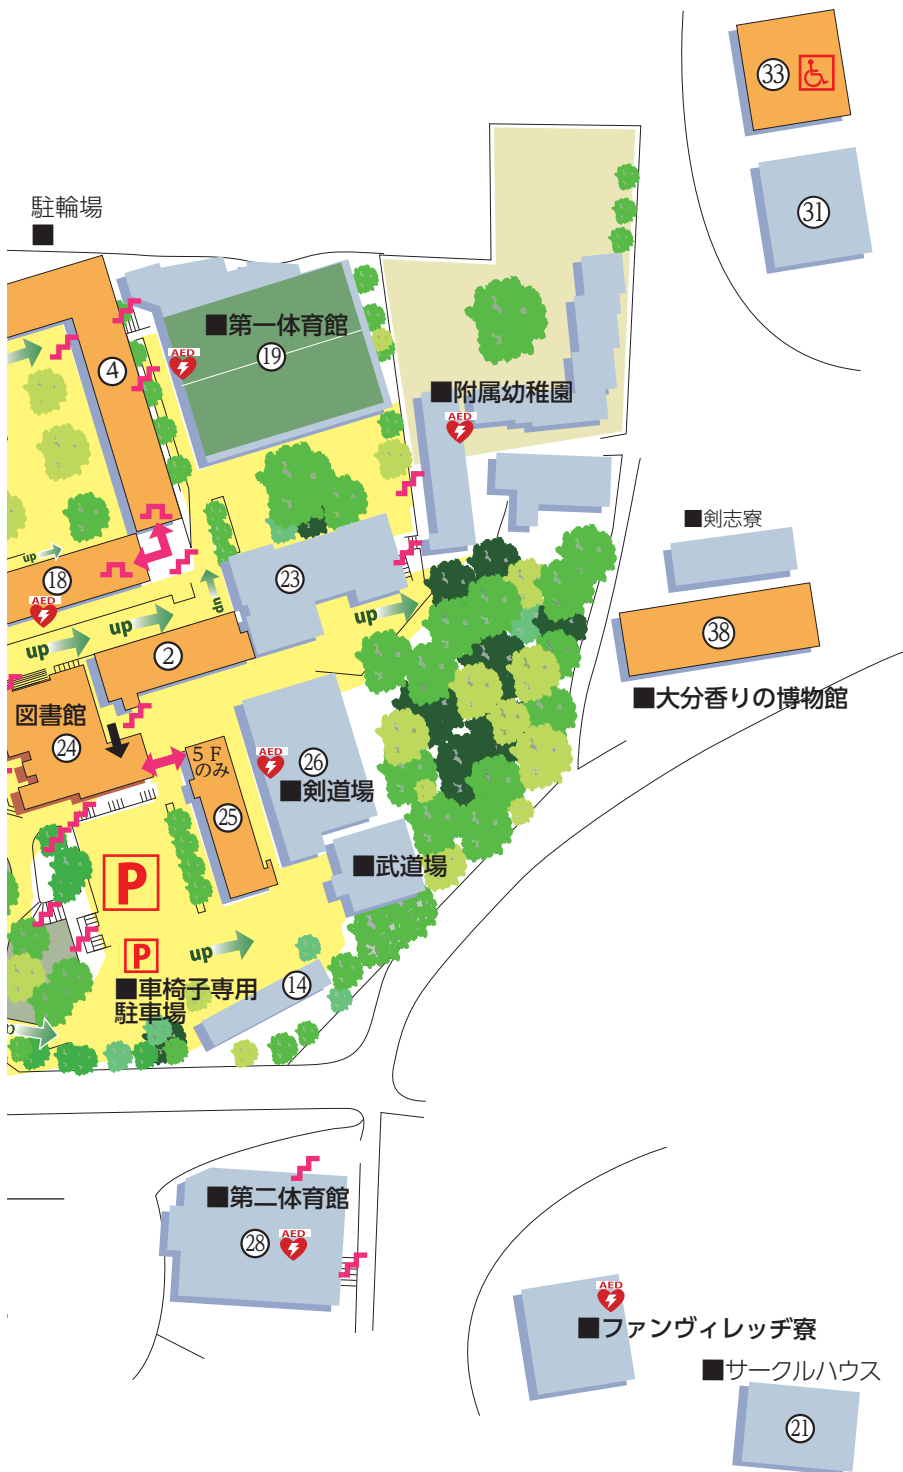 33
31
駐輪場
■
■第一体育館
19
AED
4
■附属幼稚園
AED
■剣志寮
up
18
AED
23
up
up
up
up
2
38
■大分香りの博物館
図書館
24
5F
のみ
25
AED
26
■剣道場
■武道場
P
up
P
■車椅子専用
駐車場
14
■第二体育館
28
AED
AED
■ファンヴィレッヂ寮
■サークルハウス
21